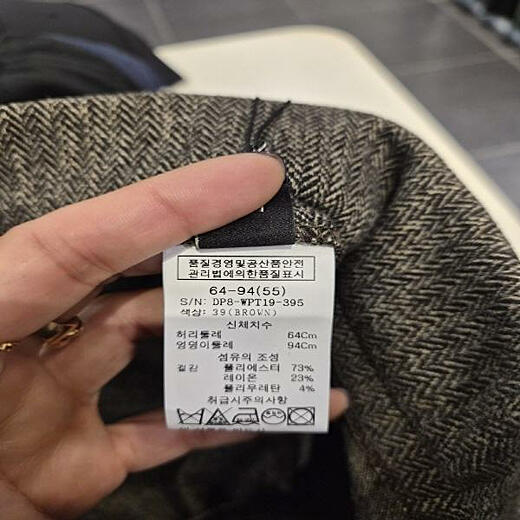 품질경영및공산품안전
관리법에의한품질표시
64-94(55)
S/N: DP8-WPT19-395
색상: 39(BROWN)
신체치수
허리둘레 64Cm
엉덩이둘레 94Cm
섬유의 조성
겉감 폴리에스터 73%
레이온 23%
폴리우레탄 4%
취급시주의사항